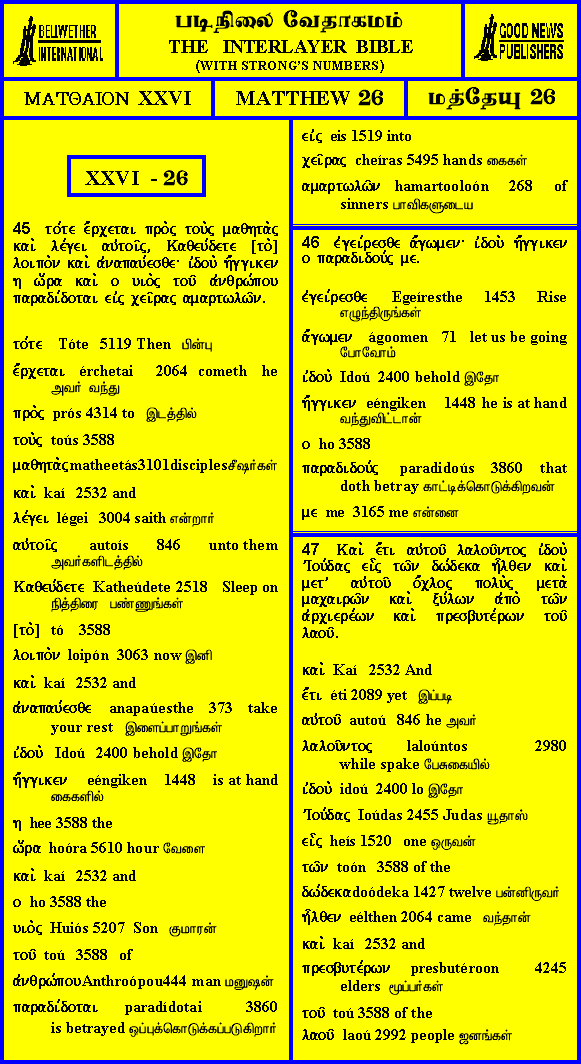 BELLWETHER
INTERNATIONAL
படிநிலை வேதாகமம்
THE INTERLAYER BIBLE
(WITH STRONG'S NUMBERS)
GOOD NEWS
PUBLISHERS
ΜΑΤΘΑΙΟΝ XXVI
MATTHEW 26
மத்தேயு 26
XXVI - 26
45 τότε ἔρχεται πρὸς τοὺς μαθητὰς
καὶ λέγει αὐτοῖς, Καθεύδετε [τὸ]
λοιπὸν καὶ ἀναπαύεσθε· ἰδοὺ ἤγγικεν
η ὥρα καὶ ο υιὸς τοῦ ἀνθρώπου
παραδίδοται εἰς χεῖρας αμαρτωλῶν.
τότε Tóte 5119 Then பின்பு
ἔρχεται érchetai 2064 cometh he
அவர் வந்து
πρὸς prós 4314 to இடத்தில்
τοὺς toús 3588
μαθητὰς matheetás3101disciplesசீஷர்கள்
καὶ kaí 2532 and
λέγει légei 3004 saith என்றார்
αὐτοῖς autoís 846 unto them
அவர்களிடத்தில்
Καθεύδετε Katheúdete 2518 Sleep on
நித்திரை பண்ணுங்கள்
[τὸ] tó 3588
λοιπὸν loipón 3063 now இனி
καὶ kaí 2532 and
ἀναπαύεσθε anapaúesthe 373 take
your rest இளைப்பாறுங்கள்
ἰδοὺ Idoú 2400 behold இதோ
ἤγγικεν eéngiken 1448 is at hand
கைகளில்
η hee 3588 the
ὥρα hoóra 5610 hour வேளை
καὶ kaí 2532 and
ο ho 3588 the
υιὸς Huiós 5207 Son குமாரன்
τοῦ toú 3588 of
ἀνθρώπου Anthroópou444 man மனுஷன்
παραδίδοται paradídotai 3860
is betrayed ஒப்புக்கொடுக்கப்படுகிறார்
εἰς eis 1519 into
χεῖρας cheíras 5495 hands கைகள்
αμαρτωλῶν hamartooloón 268 of
sinners பாவிகளுடைய
46 ἐγείρεσθε ἄγωμεν· ἰδοὺ ἤγγικεν
ο παραδιδούς με.
ἐγείρεσθε Egeíresthe 1453 Rise
எழுந்திருங்கள்
ἄγωμεν ágoomen 71 let us be going
போவோம்
ἰδοὺ Idoú 2400 behold இதோ
ἤγγικεν eéngiken 1448 he is at hand
வந்துவிட்டான்
ο ho 3588
παραδιδούς paradidoús 3860 that
doth betray காட்டிக்கொடுக்கிறவன்
με me 3165 me என்னை
47 Καὶ ἔτι αὐτοῦ λαλοῦντος ἰδοὺ
Ἰούδας εἷς τῶν δώδεκα ἦλθεν καὶ
μετ' αὐτοῦ ὄχλος πολὺς μετὰ
μαχαιρῶν καὶ ξύλων ἀπὸ τῶν
ἀρχιερέων καὶ πρεσβυτέρων τοῦ
λαοῦ.
καὶ Kaí 2532 And
ἔτι éti 2089 yet இப்படி
αὐτοῦ autoú 846 he அவர்
λαλοῦντος laloúntos 2980
while spake பேசுகையில்
ἰδοὺ idoú 2400 lo இதோ
Ἰούδας Ioúdas 2455 Judas யூதாஸ்
εἷς heís 1520 one ஒருவன்
τῶν toón 3588 of the
δώδεκα doódeka 1427 twelve பன்னிருவர்
ἦλθεν eélthen 2064 came வந்தான்
καὶ kaí 2532 and
πρεσβυτέρων presbutéroon 4245
elders மூப்பர்கள்
τοῦ toú 3588 of the
λαοῦ laoú 2992 people ஜனங்கள்